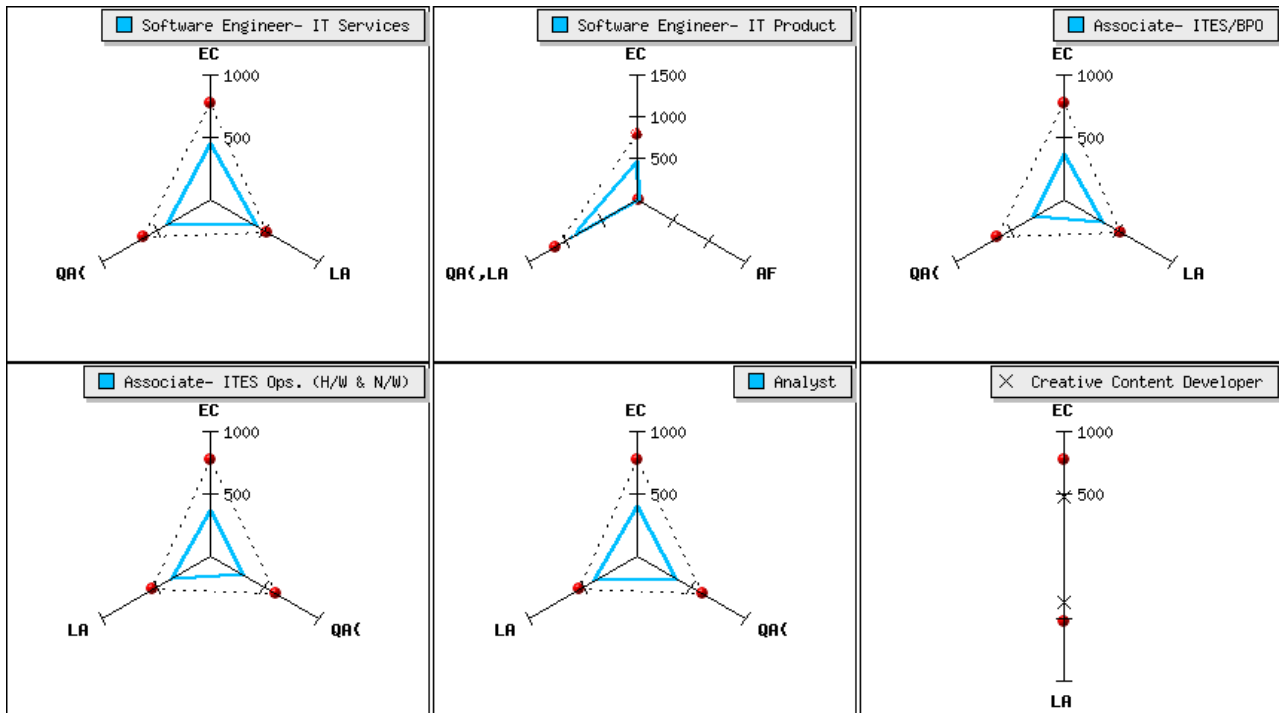 Software Engineer- IT Services
EC
1000
500
QA(
LA
Software Engineer- IT Product
EC
1500
1000
500
QA(,LA
AF
Associate- ITES/BPO
EC
1000
500
QA(
LA
Associate- ITES Ops. (H/W & N/W)
EC
1000
500
LA
QA(
Analyst
EC
1000
500
LA
QA(
Creative Content Developer
EC
1000
500
LA